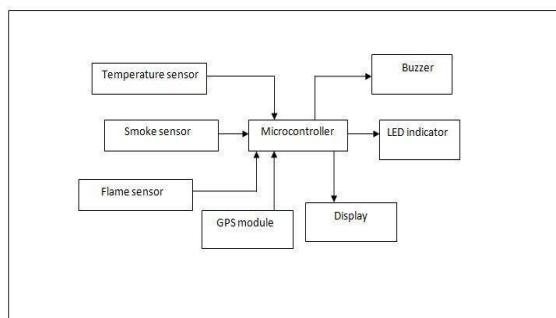 Temperature sensor
Buzzer
Smoke sensor
Microcontroller
LED indicator
Flame sensor
GPS module
Display